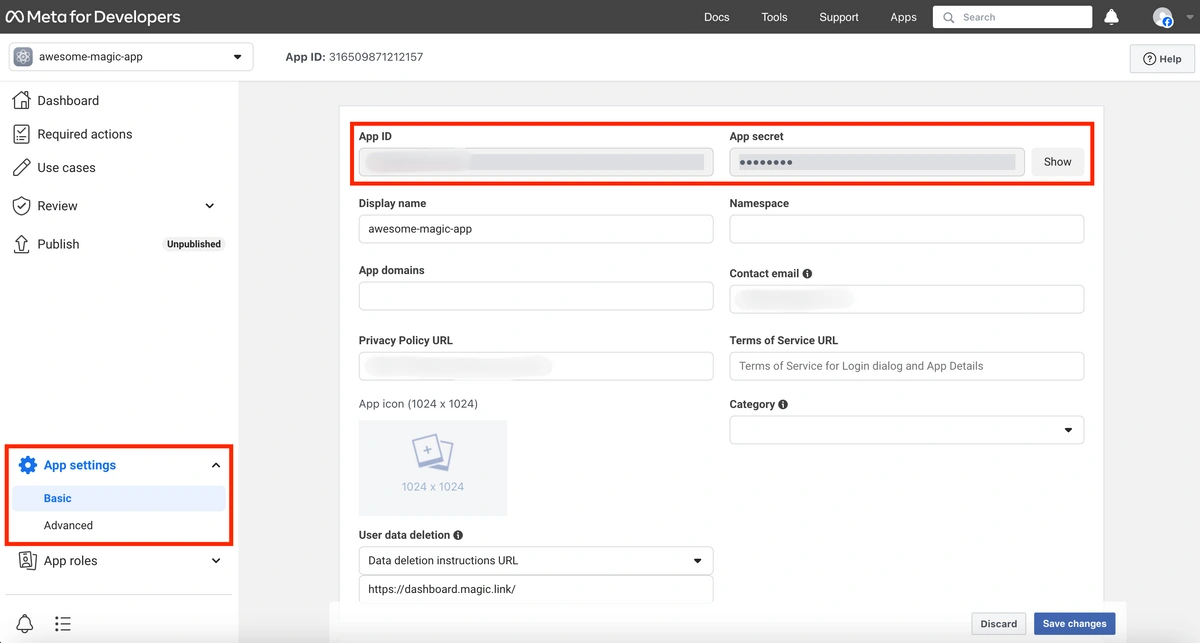 Meta for Developers
Docs Tools Support Apps Search
awesome-magic-app
App ID: 316509871212157
Help
Dashboard
Required actions
Use cases
Review
Publish Unpublished
App settings
Basic
Advanced
App roles
App ID
App secret
●●●●●●●●
Show
Display name
awesome-magic-app
Namespace
App domains
Contact email
Privacy Policy URL
Terms of Service URL
Terms of Service for Login dialog and App Details
App icon (1024 x 1024)
1024 x 1024
Category
User data deletion
Data deletion instructions URL
https://dashboard.magic.link/
Discard
Save changes